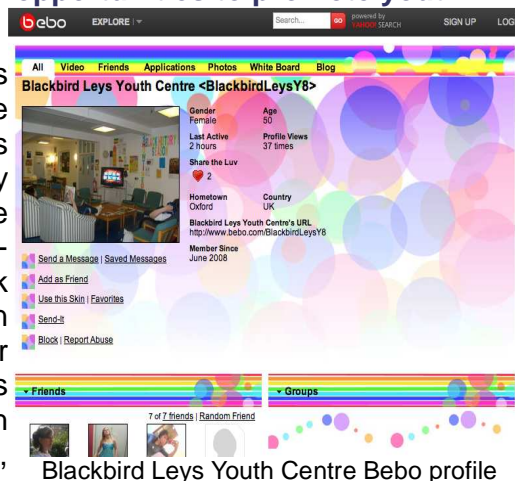 bebo EXPLORE Search... GO powered by YAHOO! SEARCH SIGN UP
All Video Friends Applications Photos White Board Blog
Blackbird Leys Youth Centre <BlackbirdLeysY8>
Gender Age
Female 50
Last Active Profile Views
2 hours 37 times
Share the Luv
2
Hometown Country
Oxford UK
Blackbird Leys Youth Centre's URL
http://www.bebo.com/BlackbirdLeysY8
Member Since
June 2008
Send a Message | Saved Messages
Add as Friend
Use this Skin | Favorites
Send-It
Block | Report Abuse
Friends Groups
7 of 7 friends | Random Friend
Blackbird Leys Youth Centre Bebo profile